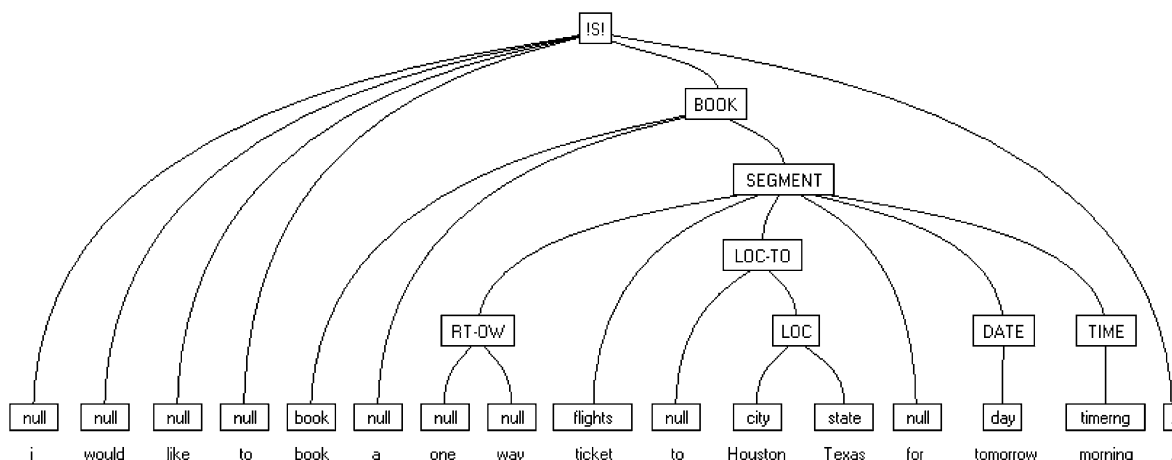 !S!
BOOK
SEGMENT
LOC-TO
RT-OW LOC DATE TIME
null null null null book null null null flights null city state null day timerng
i would like to book a one way ticket to Houston Texas for tomorrow morning